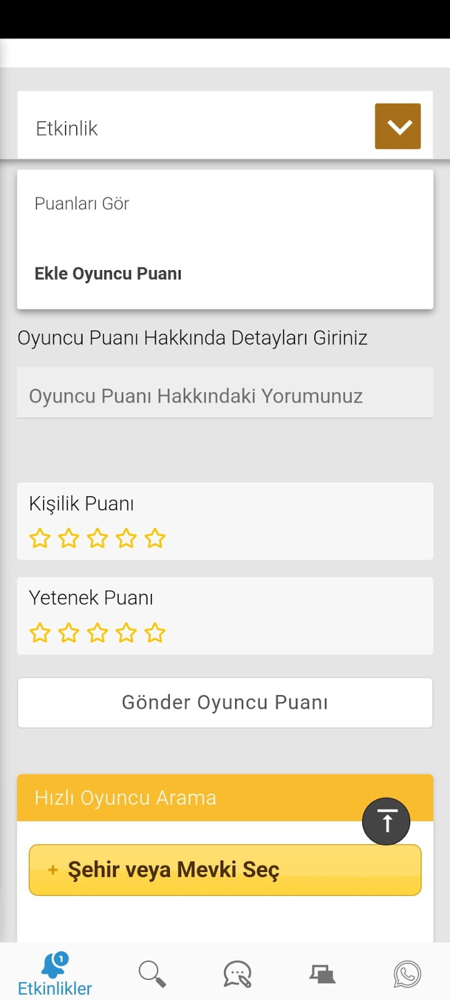 Etkinlik
Puanları Gör
Ekle Oyuncu Puanı
Oyuncu Puanı Hakkında Detayları Giriniz
Oyuncu Puanı Hakkındaki Yorumunuz
Kişilik Puanı
Yetenek Puanı
Gönder Oyuncu Puanı
Hızlı Oyuncu Arama
+ Şehir veya Mevki Seç
1
Etkinlikler